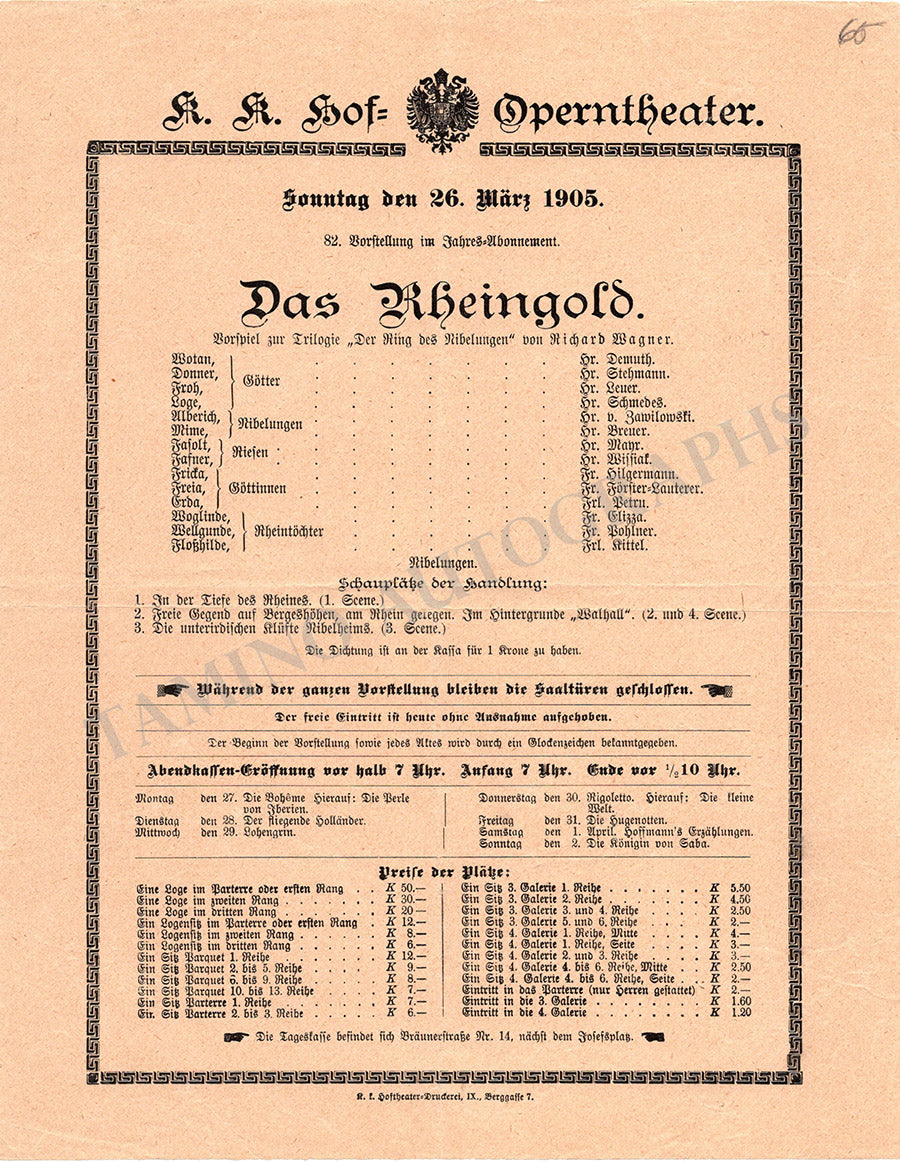 65
K. K. Hof-Operntheater.
Sonntag den 26. März 1905.
82. Vorstellung im Jahres-Abonnement.
Das Rheingold.
Vorspiel zur Trilogie „Der Ring des Nibelungen“ von Richard Wagner.
Wotan, . . . . . . . Hr. Demuth.
Donner, Götter . . . . . . . Hr. Stehmann.
Froh, . . . . . . . Hr. Leuer.
Loge, . . . . . . . Hr. Schmedes.
Alberich, Nibelungen . . . . . . . Hr. v. Zawilowski.
Mime, . . . . . . . Hr. Breuer.
Fasolt, Riesen . . . . . . . Hr. Mayr.
Fafner, . . . . . . . Hr. Wissiak.
Fricka, . . . . . . . Fr. Hilgermann.
Freia, Göttinnen . . . . . . . Fr. Förster-Lauterer.
Erda, . . . . . . . Frl. Petru.
Woglinde, . . . . . . . Fr. Elizza.
Wellgunde, Rheintöchter . . . . . . . Fr. Pohlner.
Floßhilde, . . . . . . . Frl. Kittel.
Nibelungen.
Schauplätze der Handlung:
1. In der Tiefe des Rheines. (1. Scene.)
2. Freie Gegend auf Bergeshöhen, am Rhein gelegen. Im Hintergrunde „Walhall“. (2. und 4. Scene.)
3. Die unterirdischen Klüfte Nibelheims. (3. Scene.)
Die Dichtung ist an der Kassa für 1 Krone zu haben.
Während der ganzen Vorstellung bleiben die Saaltüren geschlossen.
Der freie Eintritt ist heute ohne Ausnahme aufgehoben.
Der Beginn der Vorstellung sowie jedes Aktes wird durch ein Glockenzeichen bekanntgegeben.
Abendkassen-Eröffnung vor halb 7 Uhr. Anfang 7 Uhr. Ende vor 1/2 10 Uhr.
Montag den 27. Die Bohême Hierauf: Die Perle
von Iberien.
Dienstag den 28. Der fliegende Holländer.
Mittwoch den 29. Lohengrin.
Donnerstag den 30. Rigoletto. Hierauf: Die kleine
Welt.
Freitag den 31. Die Hugenotten.
Samstag den 1. April. Hoffmann's Erzählungen.
Sonntag den 2. Die Königin von Saba.
Preise der Plätze:
Eine Loge im Parterre oder ersten Rang . . K 50.—
Eine Loge im zweiten Rang . . . . . . K 30.—
Eine Loge im dritten Rang . . . . . . K 20 —
Ein Logensitz im Parterre oder ersten Rang . K 12.—
Ein Logensitz im zweiten Rang . . . . . K 8.—
Ein Logensitz im dritten Rang . . . . . K 6.—
Ein Sitz Parquet 1. Reihe . . . . . . K 12.—
Ein Sitz Parquet 2. bis 5. Reihe . . . . . K 9.—
Ein Sitz Parquet 6. bis 9. Reihe . . . . . K 8.—
Ein Sitz Parquet 10. bis 13. Reihe . . . . K 7.—
Ein Sitz Parterre 1. Reihe . . . . . . K 7.—
Ein Sitz Parterre 2. bis 3. Reihe . . . . . K 6.—
Ein Sitz 3. Galerie 1. Reihe . . . . . . . K 5.50
Ein Sitz 3. Galerie 2. Reihe . . . . . . . K 4.50
Ein Sitz 3. Galerie 3. und 4. Reihe . . . . K 2.50
Ein Sitz 3. Galerie 5. und 6. Reihe . . . . K 2.—
Ein Sitz 4. Galerie 1. Reihe, Mitte . . . . K 4.—
Ein Sitz 4. Galerie 1. Reihe, Seite . . . . K 3.—
Ein Sitz 4. Galerie 2. und 3. Reihe . . . . K 3.—
Ein Sitz 4. Galerie 4. bis 6. Reihe, Mitte . . K 2.50
Ein Sitz 4. Galerie 4. bis 6. Reihe, Seite . . K 2.—
Eintritt in das Parterre (nur Herren gestattet) . K 2.—
Eintritt in die 3. Galerie . . . . . . . K 1.60
Eintritt in die 4. Galerie . . . . . . . K 1.20
Die Tageskasse befindet sich Bräunerstraße Nr. 14, nächst dem Josefsplatz.
K. k. Hoftheater-Druckerei, IX., Berggasse 7.
TAMINO AUTOGRAPHS